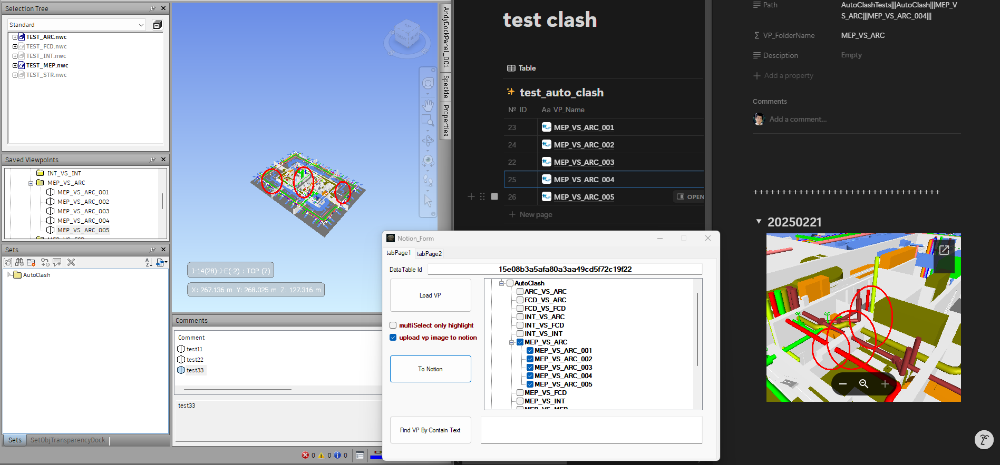 Selection Tree
Standard
TEST_ARC.nwc
TEST_FCD.nwc
TEST_INT.nwc
TEST_MEP.nwc
TEST_STR.nwc
Saved Viewpoints
INT_VS_INT
MEP_VS_ARC
MEP_VS_ARC_001
MEP_VS_ARC_002
MEP_VS_ARC_003
MEP_VS_ARC_004
MEP_VS_ARC_005
MEP_VS_FCD
Sets
AutoClash
Sets SetObjTransparencyDock
J-14(28)-J-E(-2) : TOP (7)
X: 267.136 m Y: 268.025 m Z: 127.316 m
AndyDockPanel_001
Speckle
Properties
Comments
Comment
test11
test22
test33
test33
0 0 0
test clash
Table
test_auto_clash
Nº ID Aa VP_Name
23 MEP_VS_ARC_001
24 MEP_VS_ARC_002
22 MEP_VS_ARC_003
25 MEP_VS_ARC_004
26 MEP_VS_ARC_005 OPEN
New page
Notion_Form
tabPage1 tabPage2
DataTable Id 15e08b3a5afa80a3aa49cd5f72c19f22
Load VP
multiSelect only highlight
upload vp image to notion
To Notion
Find VP By Contain Text
AutoClash
ARC_VS_ARC
FCD_VS_ARC
FCD_VS_FCD
INT_VS_ARC
INT_VS_FCD
INT_VS_INT
MEP_VS_ARC
MEP_VS_ARC_001
MEP_VS_ARC_002
MEP_VS_ARC_003
MEP_VS_ARC_004
MEP_VS_ARC_005
MEP_VS_FCD
MEP_VS_INT
MEP_VS_MEP
Path AutoClashTests|||AutoClash|||MEP_V
S_ARC|||MEP_VS_ARC_004|||
VP_FolderName MEP_VS_ARC
Desciption Empty
Add a property
Comments
Add a comment...
+++++++++++++++++++++++++++++++
20250221